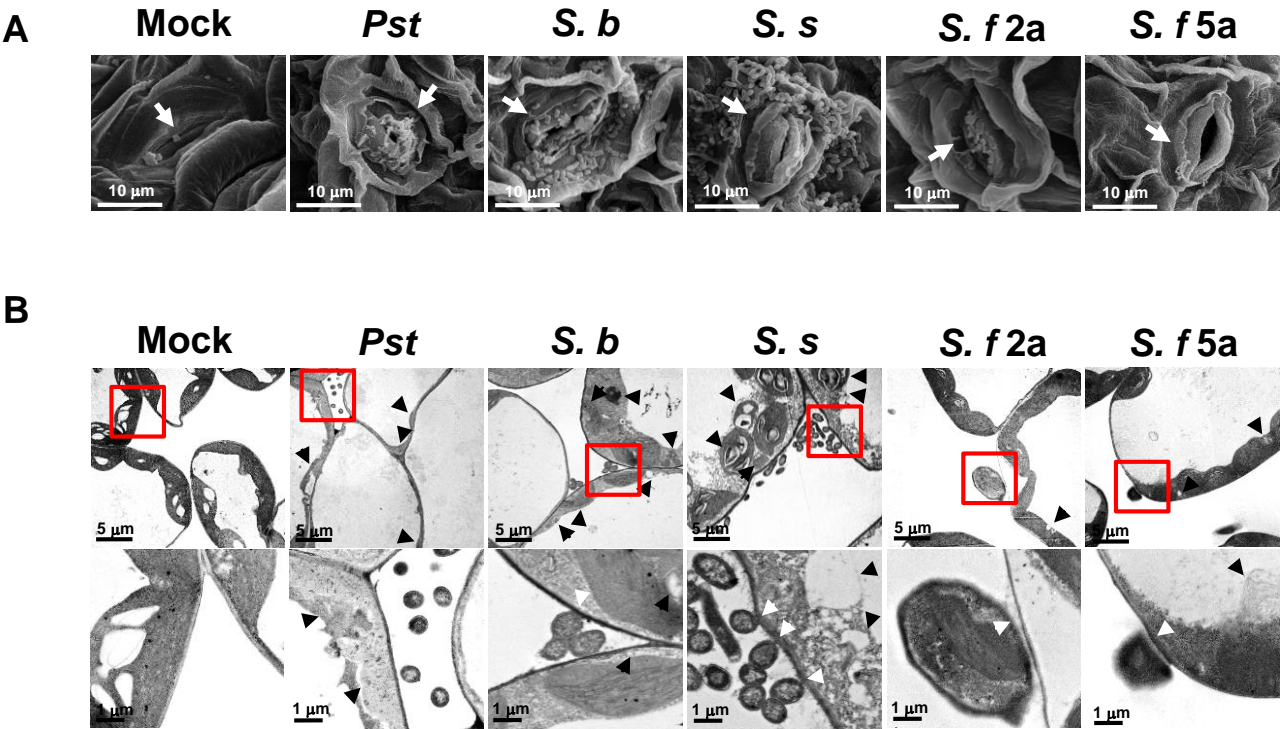 A
Mock Pst S. b S. s S. f 2a S. f 5a
10 μm 10 μm 10 μm 10 μm 10 μm 10 μm
B
Mock Pst S. b S. s S. f 2a S. f 5a
5 μm 5 μm 5 μm 5 μm 5 μm 5 μm
1 μm 1 μm 1 μm 1 μm 1 μm 1 μm